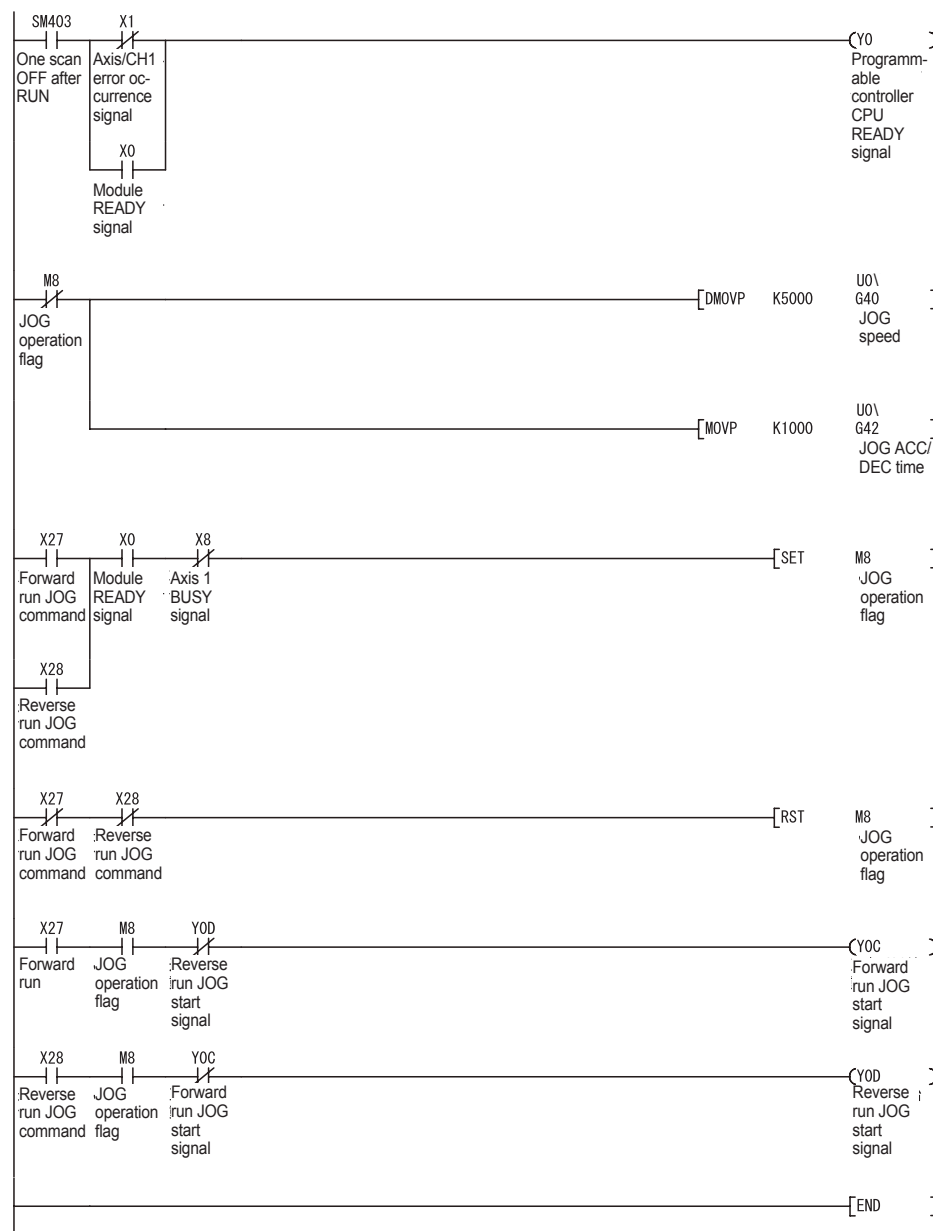 SM403 X1
Y0
One scan OFF after RUN
Axis/CH1 error oc-currence signal
Programm-able controller CPU READY signal
X0
Module READY signal
M8
DMOVP K5000 U0\ G40
JOG operation flag
JOG speed
MOVP K1000 U0\ G42
JOG ACC/ DEC time
X27 X0 X8
SET M8
Forward run JOG command
Module READY signal
Axis 1 BUSY signal
JOG operation flag
X28
Reverse run JOG command
X27 X28
RST M8
Forward run JOG command
Reverse run JOG command
JOG operation flag
X27 M8 Y0D
Y0C
Forward run
JOG operation flag
Reverse run JOG start signal
Forward run JOG start signal
X28 M8 Y0C
Y0D
Reverse run JOG command
JOG operation flag
Forward run JOG start signal
Reverse run JOG start signal
END